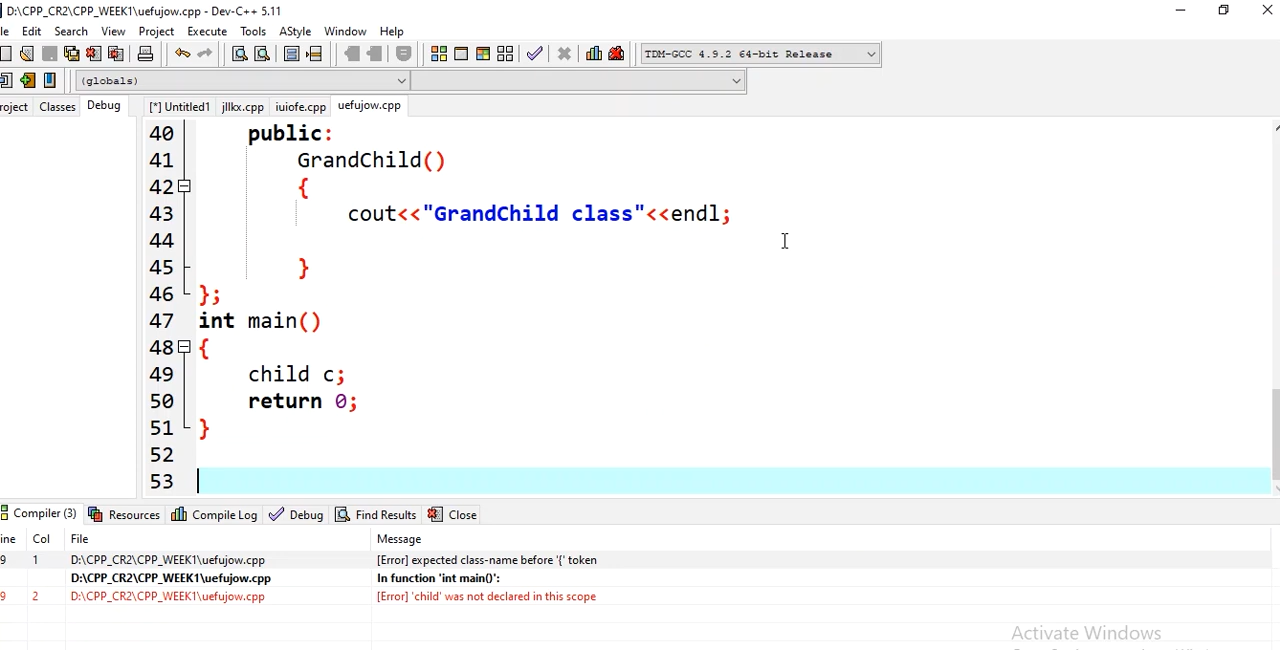 D:\CPP_CR2\CPP_WEEK1\uefujow.cpp - Dev-C++ 5.11
le Edit Search View Project Execute Tools AStyle Window Help
TDM-GCC 4.9.2 64-bit Release
(globals)
roject Classes Debug [*] Untitled1 jllkx.cpp iuiofe.cpp uefujow.cpp
40 public:
41 GrandChild()
42 {
43 cout<<"GrandChild class"<<endl;
44
45 }
46 };
47 int main()
48 {
49 child c;
50 return 0;
51 }
52
53
Compiler (3) Resources Compile Log Debug Find Results Close
ine Col File Message
9 1 D:\CPP_CR2\CPP_WEEK1\uefujow.cpp [Error] expected class-name before '{' token
D:\CPP_CR2\CPP_WEEK1\uefujow.cpp In function 'int main()':
9 2 D:\CPP_CR2\CPP_WEEK1\uefujow.cpp [Error] 'child' was not declared in this scope
Activate Windows